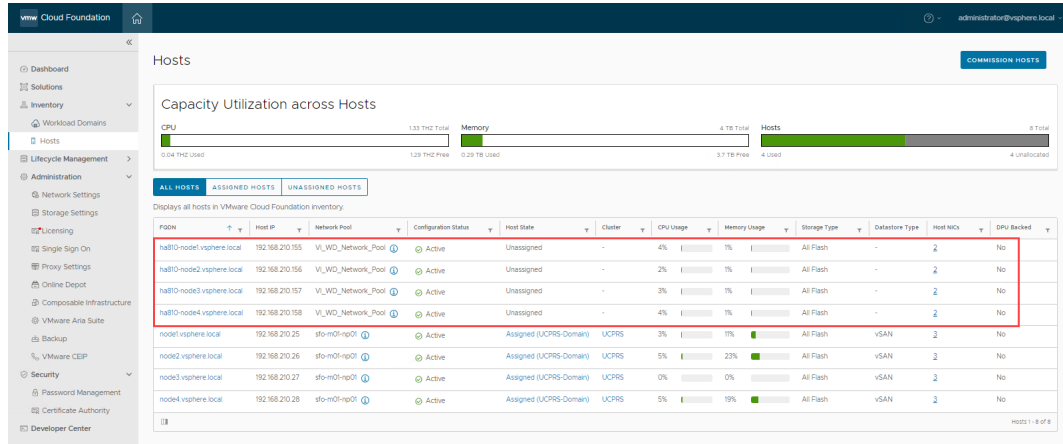 vmw Cloud Foundation
administrator@vsphere.local
Dashboard
Solutions
Inventory
Workload Domains
Hosts
Lifecycle Management
Administration
Network Settings
Storage Settings
Licensing
Single Sign On
Proxy Settings
Online Depot
Composable Infrastructure
VMware Aria Suite
Backup
VMware CEIP
Security
Password Management
Certificate Authority
Developer Center
Hosts
COMMISSION HOSTS
Capacity Utilization across Hosts
CPU 1.33 THZ Total
0.04 THZ Used 1.29 THZ Free
Memory 4 TB Total
0.29 TB Used 3.7 TB Free
Hosts 8 Total
4 Used 4 Unallocated
ALL HOSTS ASSIGNED HOSTS UNASSIGNED HOSTS
Displays all hosts in VMware Cloud Foundation inventory.
FQDN Host IP Network Pool Configuration Status Host State Cluster CPU Usage Memory Usage Storage Type Datastore Type Host NICs DPU Backed
ha810-node1.vsphere.local 192.168.210.155 VI_WD_Network_Pool Active Unassigned - 4% 1% All Flash - 2 No
ha810-node2.vsphere.local 192.168.210.156 VI_WD_Network_Pool Active Unassigned - 2% 1% All Flash - 2 No
ha810-node3.vsphere.local 192.168.210.157 VI_WD_Network_Pool Active Unassigned - 3% 1% All Flash - 2 No
ha810-node4.vsphere.local 192.168.210.158 VI_WD_Network_Pool Active Unassigned - 4% 1% All Flash - 2 No
node1.vsphere.local 192.168.210.25 sfo-m01-np01 Active Assigned (UCPRS-Domain) UCPRS 3% 11% All Flash vSAN 3 No
node2.vsphere.local 192.168.210.26 sfo-m01-np01 Active Assigned (UCPRS-Domain) UCPRS 5% 23% All Flash vSAN 3 No
node3.vsphere.local 192.168.210.27 sfo-m01-np01 Active Assigned (UCPRS-Domain) UCPRS 0% 0% All Flash vSAN 3 No
node4.vsphere.local 192.168.210.28 sfo-m01-np01 Active Assigned (UCPRS-Domain) UCPRS 5% 19% All Flash vSAN 3 No
Hosts 1 - 8 of 8